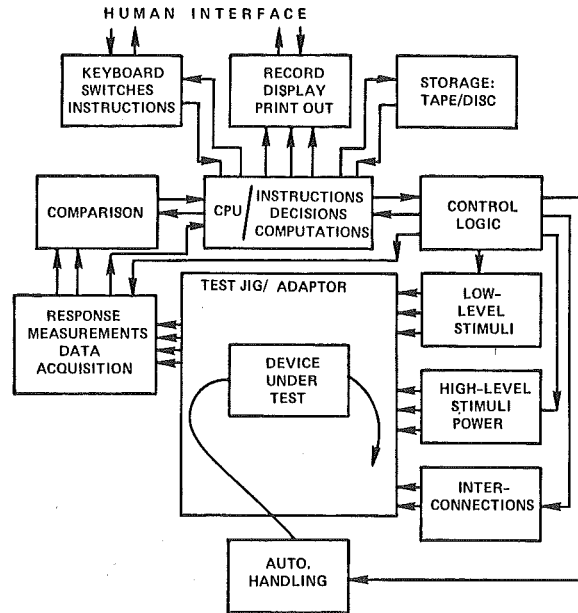 HUMAN INTERFACE
KEYBOARD
SWITCHES
INSTRUCTIONS
RECORD
DISPLAY
PRINT OUT
STORAGE:
TAPE/DISC
COMPARISON
CPU/INSTRUCTIONS
DECISIONS
COMPUTATIONS
CONTROL
LOGIC
RESPONSE
MEASUREMENTS
DATA
ACQUISITION
TEST JIG/ ADAPTOR
LOW-
LEVEL
STIMULI
DEVICE
UNDER
TEST
HIGH-LEVEL
STIMULI
POWER
INTER-
CONNECTIONS
AUTO.
HANDLING